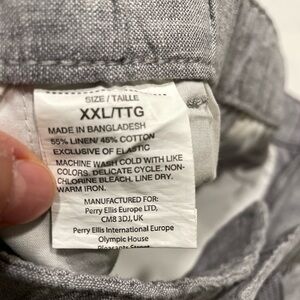 SIZE/TAILLE
XXL/TTG
MADE IN BANGLADESH
55% LINEN/ 45% COTTON
EXCLUSIVE OF ELASTIC
MACHINE WASH COLD WITH LIKE
COLORS. DELICATE CYCLE. NON-
CHLORINE BLEACH. LINE DRY.
WARM IRON.
MANUFACTURED FOR:
Perry Ellis Europe LTD,
CM8 3DJ,UK
Perry Ellis International Europe
Olympic House
Pleasants Street